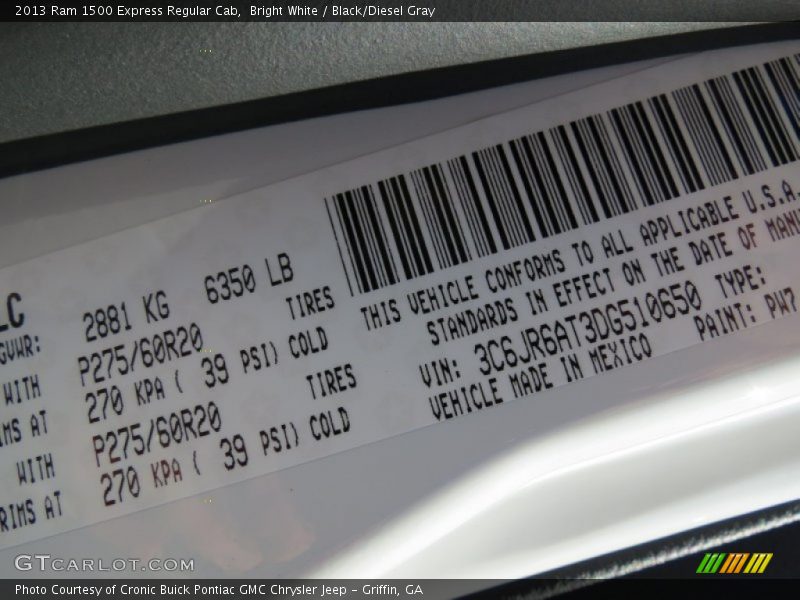 2013 Ram 1500 Express Regular Cab,  Bright White / Black/Diesel Gray
LC
GVWR: 2881 KG 6350 LB
WITH P275/60R20 TIRES
RIMS AT 270 KPA ( 39 PSI) COLD
WITH P275/60R20 TIRES
RIMS AT 270 KPA ( 39 PSI) COLD
THIS VEHICLE CONFORMS TO ALL APPLICABLE U.S.A.
STANDARDS IN EFFECT ON THE DATE OF MANU
VIN: 3C6JR6AT3DG510650 TYPE:
VEHICLE MADE IN MEXICO PAINT: PW7
GTCARLOT.COM
Photo Courtesy of Cronic Buick Pontiac GMC Chrysler Jeep – Griffin, GA